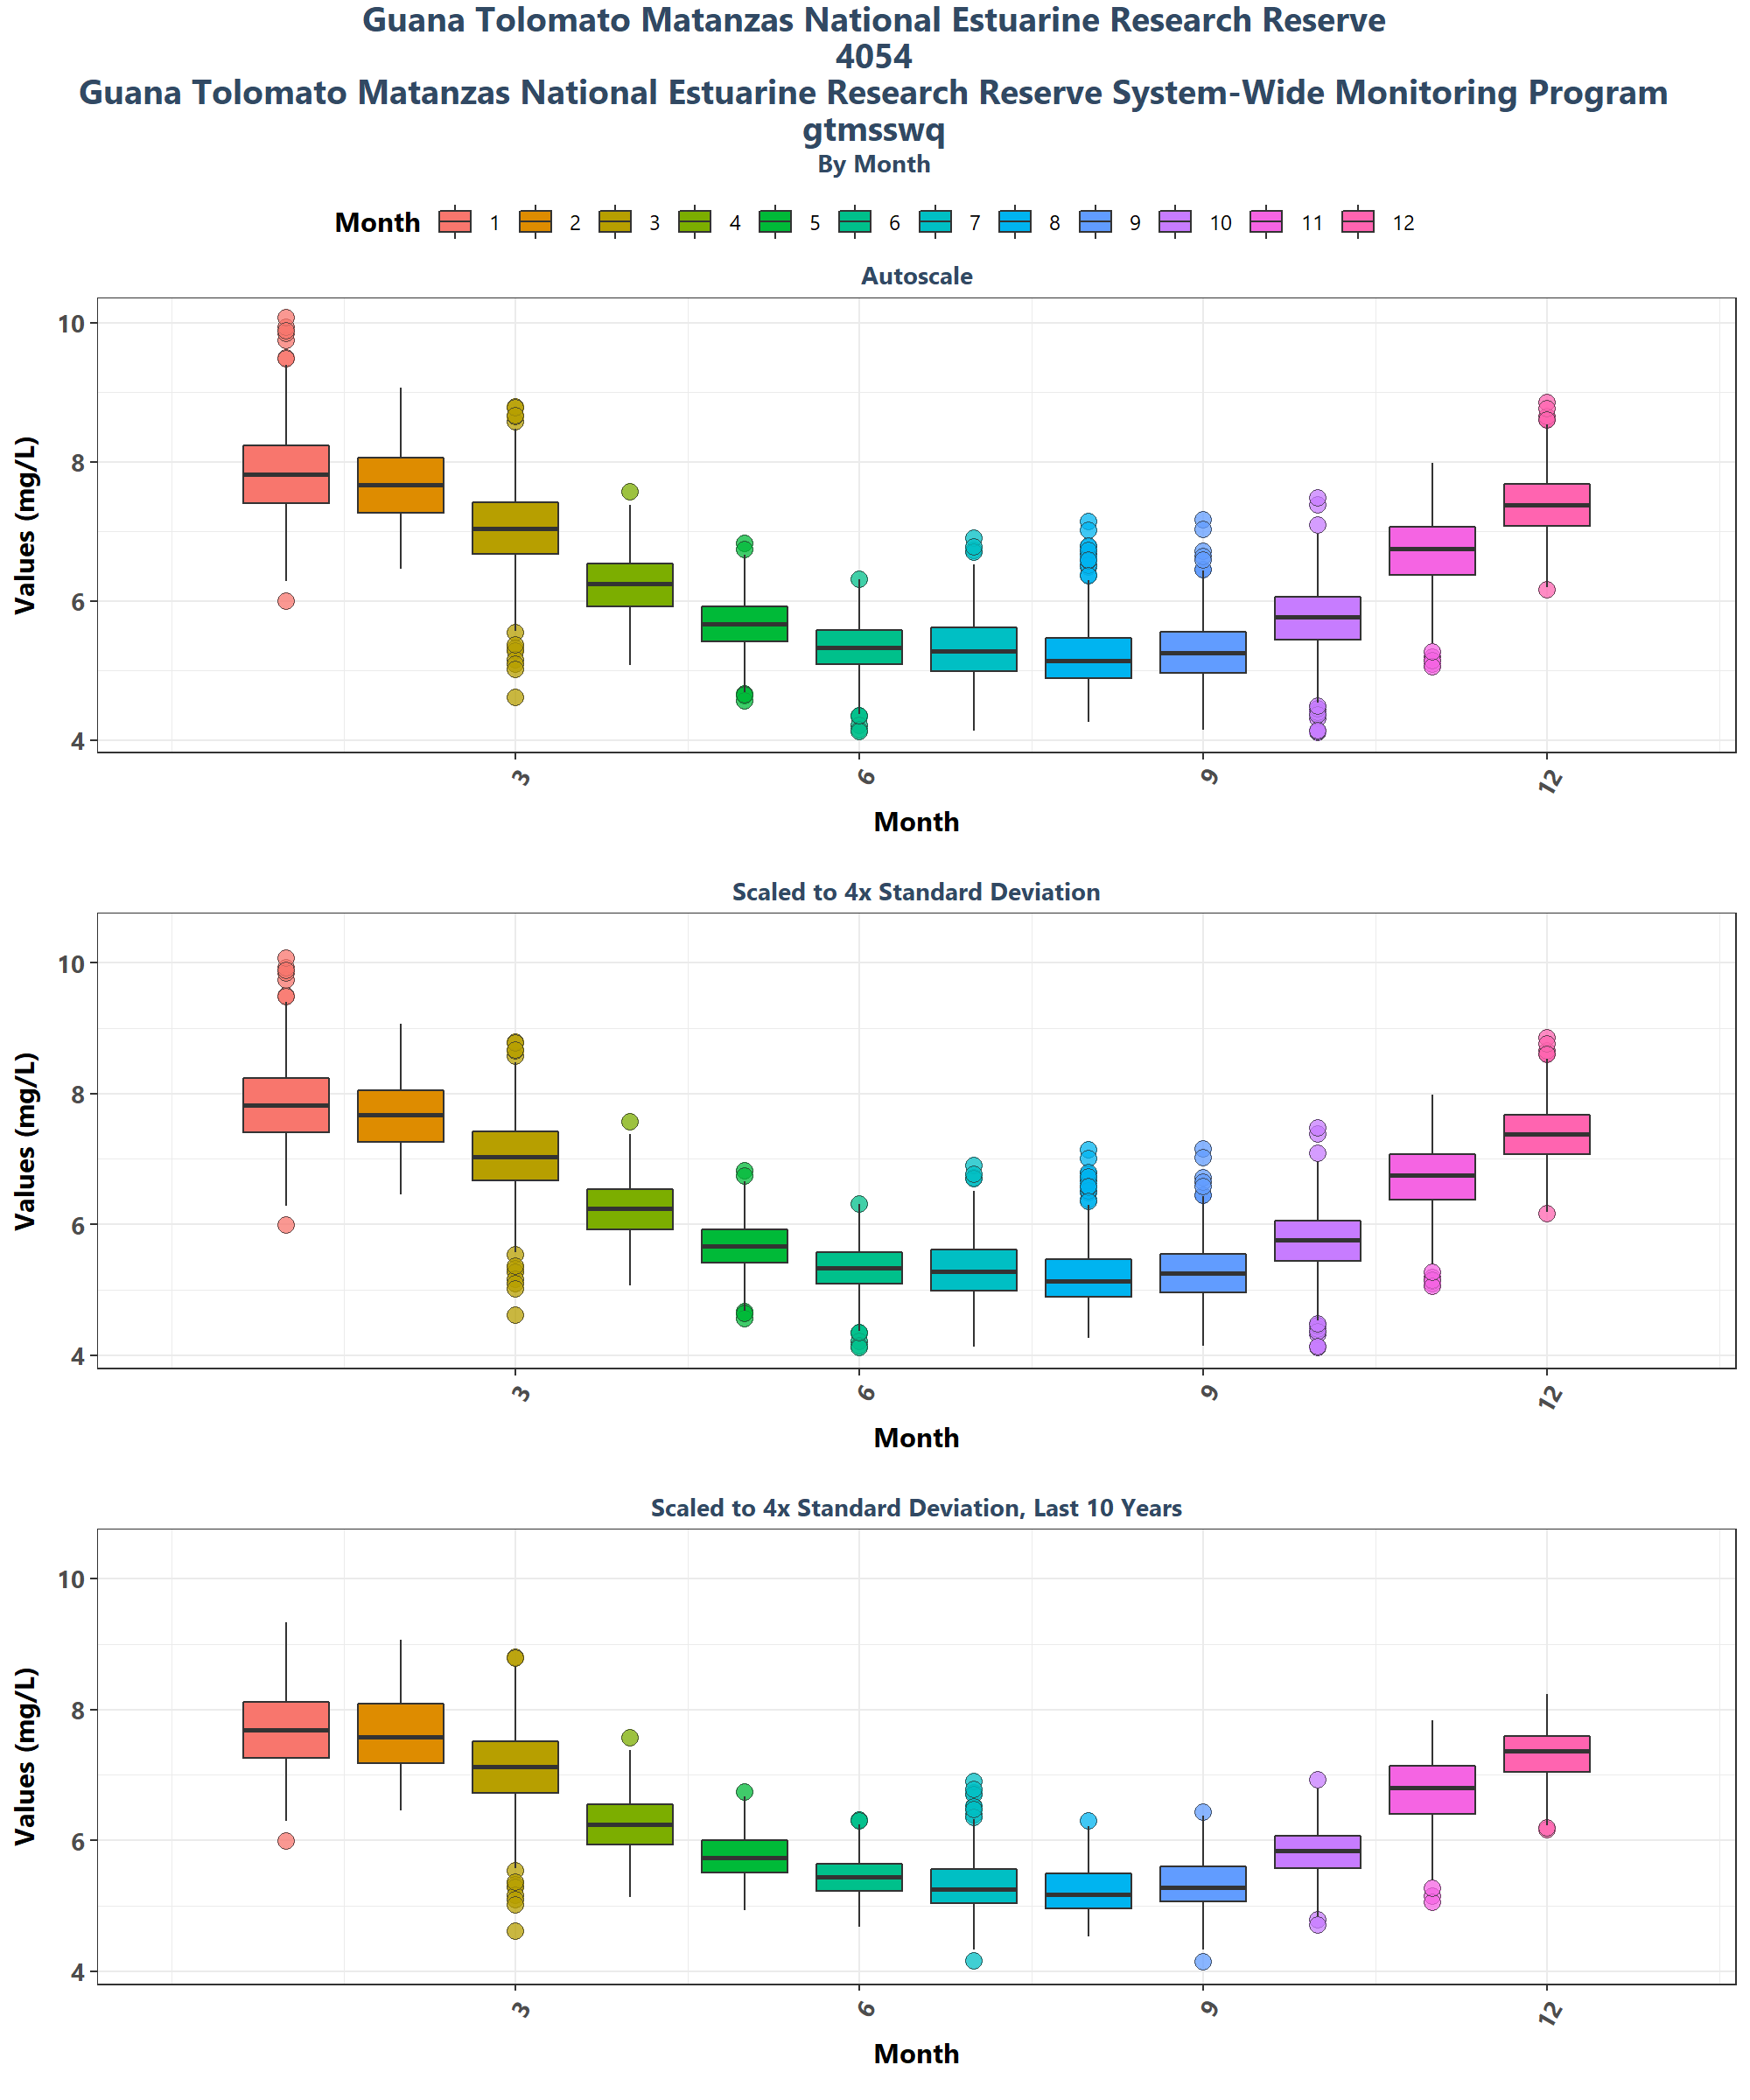 Guana Tolomato Matanzas National Estuarine Research Reserve
4054
Guana Tolomato Matanzas National Estuarine Research Reserve System-Wide Monitoring Program
gtmsswq
By Month
Month 1 2 3 4 5 6 7 8 9 10 11 12
Autoscale
Values (mg/L)
10
8
6
4
3 6 9 12
Month
Scaled to 4x Standard Deviation
Values (mg/L)
10
8
6
4
3 6 9 12
Month
Scaled to 4x Standard Deviation, Last 10 Years
Values (mg/L)
10
8
6
4
3 6 9 12
Month